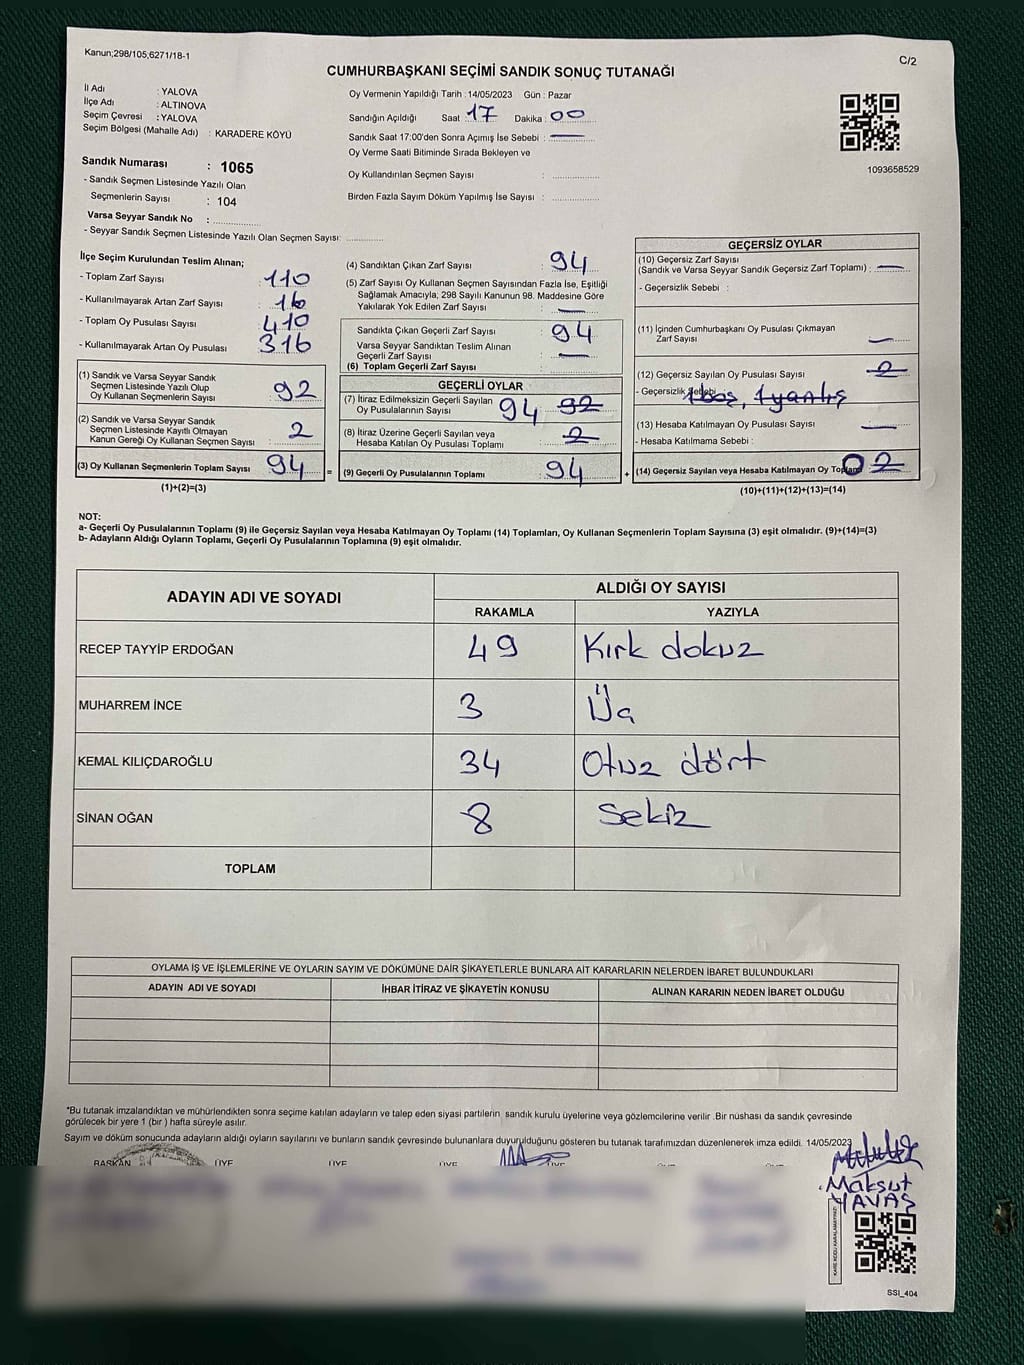 Kanun;298/105;6271/18-1
C/2
CUMHURBAŞKANI SEÇİMİ SANDIK SONUÇ TUTANAĞI
İl Adı : YALOVA
İlçe Adı : ALTINOVA
Seçim Çevresi : YALOVA
Seçim Bölgesi (Mahalle Adı) : KARADERE KÖYÜ
Sandık Numarası : 1065
- Sandık Seçmen Listesinde Yazılı Olan
Seçmenlerin Sayısı : 104
Varsa Seyyar Sandık No :
- Seyyar Sandık Seçmen Listesinde Yazılı Olan Seçmen Sayısı:
Oy Vermenin Yapıldığı Tarih : 14/05/2023 Gün : Pazar
Sandığın Açıldığı Saat : 17 Dakika : 00
Sandık Saat 17:00'den Sonra Açımış İse Sebebi : —
Oy Verme Saati Bitiminde Sırada Bekleyen ve
Oy Kullandırılan Seçmen Sayısı :
Birden Fazla Sayım Döküm Yapılmış İse Sayısı :
1093658529
İlçe Seçim Kurulundan Teslim Alınan;
- Toplam Zarf Sayısı : 110
- Kullanılmayarak Artan Zarf Sayısı : 16
- Toplam Oy Pusulası Sayısı : 410
- Kullanılmayarak Artan Oy Pusulası : 316
(1) Sandık ve Varsa Seyyar Sandık
Seçmen Listesinde Yazılı Olup
Oy Kullanan Seçmenlerin Sayısı : 92
(2) Sandık ve Varsa Seyyar Sandık
Seçmen Listesinde Kayıtlı Olmayan
Kanun Gereği Oy Kullanan Seçmen Sayısı : 2
(3) Oy Kullanan Seçmenlerin Toplam Sayısı : 94 =
(1)+(2)=(3)
(4) Sandıktan Çıkan Zarf Sayısı : 94
(5) Zarf Sayısı Oy Kullanan Seçmen Sayısından Fazla İse, Eşitliği
Sağlamak Amacıyla, 298 Sayılı Kanunun 98. Maddesine Göre
Yakılarak Yok Edilen Zarf Sayısı : —
Sandıkta Çıkan Geçerli Zarf Sayısı : 94
Varsa Seyyar Sandıktan Teslim Alınan
Geçerli Zarf Sayısı : —
(6) Toplam Geçerli Zarf Sayısı :
GEÇERLİ OYLAR
(7) İtiraz Edilmeksizin Geçerli Sayılan
Oy Pusulalarının Sayısı : 94 92
(8) İtiraz Üzerine Geçerli Sayılan veya
Hesaba Katılan Oy Pusulası Toplamı : 2
(9) Geçerli Oy Pusulalarının Toplamı : 94 +
GEÇERSİZ OYLAR
(10) Geçersiz Zarf Sayısı
(Sandık ve Varsa Seyyar Sandık Geçersiz Zarf Toplamı) : —
- Geçersizlik Sebebi :
(11) İçinden Cumhurbaşkanı Oy Pusulası Çıkmayan
Zarf Sayısı : —
(12) Geçersiz Sayılan Oy Pusulası Sayısı : 2
- Geçersizlik Sebebi : 1 boş, 1 yanlış
(13) Hesaba Katılmayan Oy Pusulası Sayısı : —
- Hesaba Katılmama Sebebi :
(14) Geçersiz Sayılan veya Hesaba Katılmayan Oy Toplamı 0 2
(10)+(11)+(12)+(13)=(14)
NOT:
a- Geçerli Oy Pusulalarının Toplamı (9) ile Geçersiz Sayılan veya Hesaba Katılmayan Oy Toplamı (14) Toplamları, Oy Kullanan Seçmenlerin Toplam Sayısına (3) eşit olmalıdır. (9)+(14)=(3)
b- Adayların Aldığı Oyların Toplamı, Geçerli Oy Pusulalarının Toplamına (9) eşit olmalıdır.
ADAYIN ADI VE SOYADI
ALDIĞI OY SAYISI
RAKAMLA YAZIYLA
RECEP TAYYİP ERDOĞAN 49 Kırk dokuz
MUHARREM İNCE 3 Üç
KEMAL KILIÇDAROĞLU 34 Otuz dört
SİNAN OĞAN 8 Sekiz
TOPLAM
OYLAMA İŞ VE İŞLEMLERİNE VE OYLARIN SAYIM VE DÖKÜMÜNE DAİR ŞİKAYETLERLE BUNLARA AİT KARARLARIN NELERDEN İBARET BULUNDUKLARI
ADAYIN ADI VE SOYADI İHBAR İTİRAZ VE ŞİKAYETİN KONUSU ALINAN KARARIN NEDEN İBARET OLDUĞU
*Bu tutanak imzalandıktan ve mühürlendikten sonra seçime katılan adayların ve talep eden siyasi partilerin sandık kurulu üyelerine veya gözlemcilerine verilir .Bir nushası da sandık çevresinde
görülecek bir yere 1 (bir ) hafta süreyle asılır.
Sayım ve döküm sonucunda adayların aldığı oyların sayılarını ve bunların sandık çevresinde bulunanlara duyurulduğunu gösteren bu tutanak tarafımızdan düzenlenerek imza edildi. 14/05/2023
BAŞKAN ÜYE ÜYE ÜYE ÜYE
Maksut
YAVAŞ
KARE KODU KARALAMAYINIZ!
SSI_404